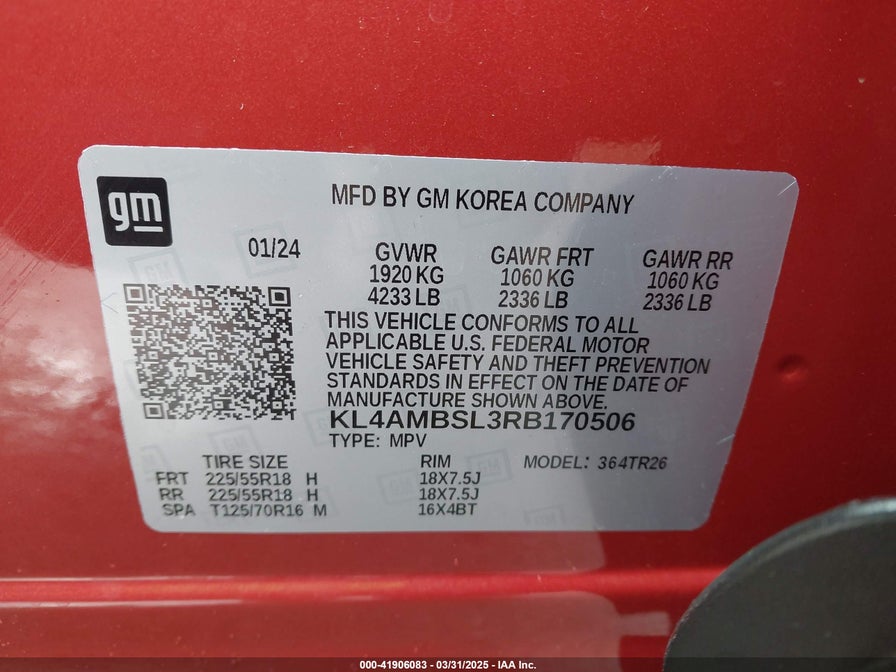 gm
MFD BY GM KOREA COMPANY
01/24
GVWR GAWR FRT GAWR RR
1920 KG 1060 KG 1060 KG
4233 LB 2336 LB 2336 LB
THIS VEHICLE CONFORMS TO ALL
APPLICABLE U.S. FEDERAL MOTOR
VEHICLE SAFETY AND THEFT PREVENTION
STANDARDS IN EFFECT ON THE DATE OF
MANUFACTURE SHOWN ABOVE.
KL4AMBSL3RB170506
TYPE: MPV
TIRE SIZE RIM MODEL: 364TR26
FRT 225/55R18 H 18X7.5J
RR 225/55R18 H 18X7.5J
SPA T125/70R16 M 16X4BT
000-41906083 - 03/31/2025 - IAA Inc.